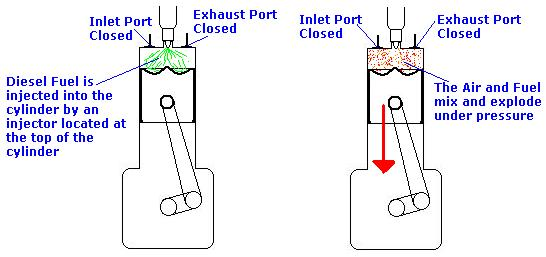 Inlet Port
Closed
Exhaust Port
Closed
Diesel Fuel is
injected into the
cylinder by an
injector located at
the top of the
cylinder
Inlet Port
Closed
Exhaust Port
Closed
The Air and Fuel
mix and explode
under pressure